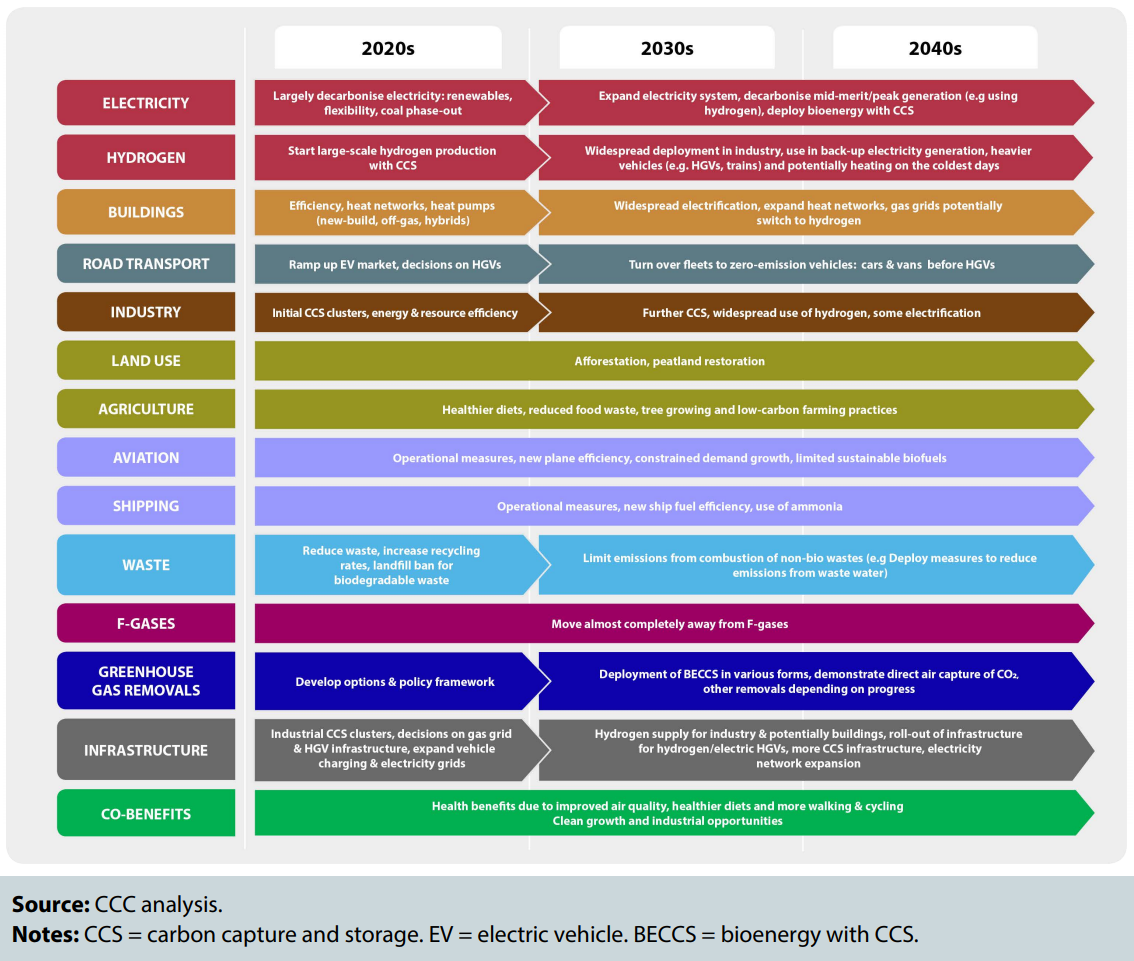 2020s
2030s
2040s
ELECTRICITY
Largely decarbonise electricity: renewables,
flexibility, coal phase-out
Expand electricity system, decarbonise mid-merit/peak generation (e.g using
hydrogen), deploy bioenergy with CCS
HYDROGEN
Start large-scale hydrogen production
with CCS
Widespread deployment in industry, use in back-up electricity generation, heavier
vehicles (e.g. HGVs, trains) and potentially heating on the coldest days
BUILDINGS
Efficiency, heat networks, heat pumps
(new-build, off-gas, hybrids)
Widespread electrification, expand heat networks, gas grids potentially
switch to hydrogen
ROAD TRANSPORT
Ramp up EV market, decisions on HGVs
Turn over fleets to zero-emission vehicles: cars & vans before HGVs
INDUSTRY
Initial CCS clusters, energy & resource efficiency
Further CCS, widespread use of hydrogen, some electrification
LAND USE
Afforestation, peatland restoration
AGRICULTURE
Healthier diets, reduced food waste, tree growing and low-carbon farming practices
AVIATION
Operational measures, new plane efficiency, constrained demand growth, limited sustainable biofuels
SHIPPING
Operational measures, new ship fuel efficiency, use of ammonia
WASTE
Reduce waste, increase recycling
rates, landfill ban for
biodegradable waste
Limit emissions from combustion of non-bio wastes (e.g Deploy measures to reduce
emissions from waste water)
F-GASES
Move almost completely away from F-gases
GREENHOUSE
GAS REMOVALS
Develop options & policy framework
Deployment of BECCS in various forms, demonstrate direct air capture of CO₂,
other removals depending on progress
INFRASTRUCTURE
Industrial CCS clusters, decisions on gas grid
& HGV infrastructure, expand vehicle
charging & electricity grids
Hydrogen supply for industry & potentially buildings, roll-out of infrastructure
for hydrogen/electric HGVs, more CCS infrastructure, electricity
network expansion
CO-BENEFITS
Health benefits due to improved air quality, healthier diets and more walking & cycling
Clean growth and industrial opportunities
Source: CCC analysis.
Notes: CCS = carbon capture and storage. EV = electric vehicle. BECCS = bioenergy with CCS.